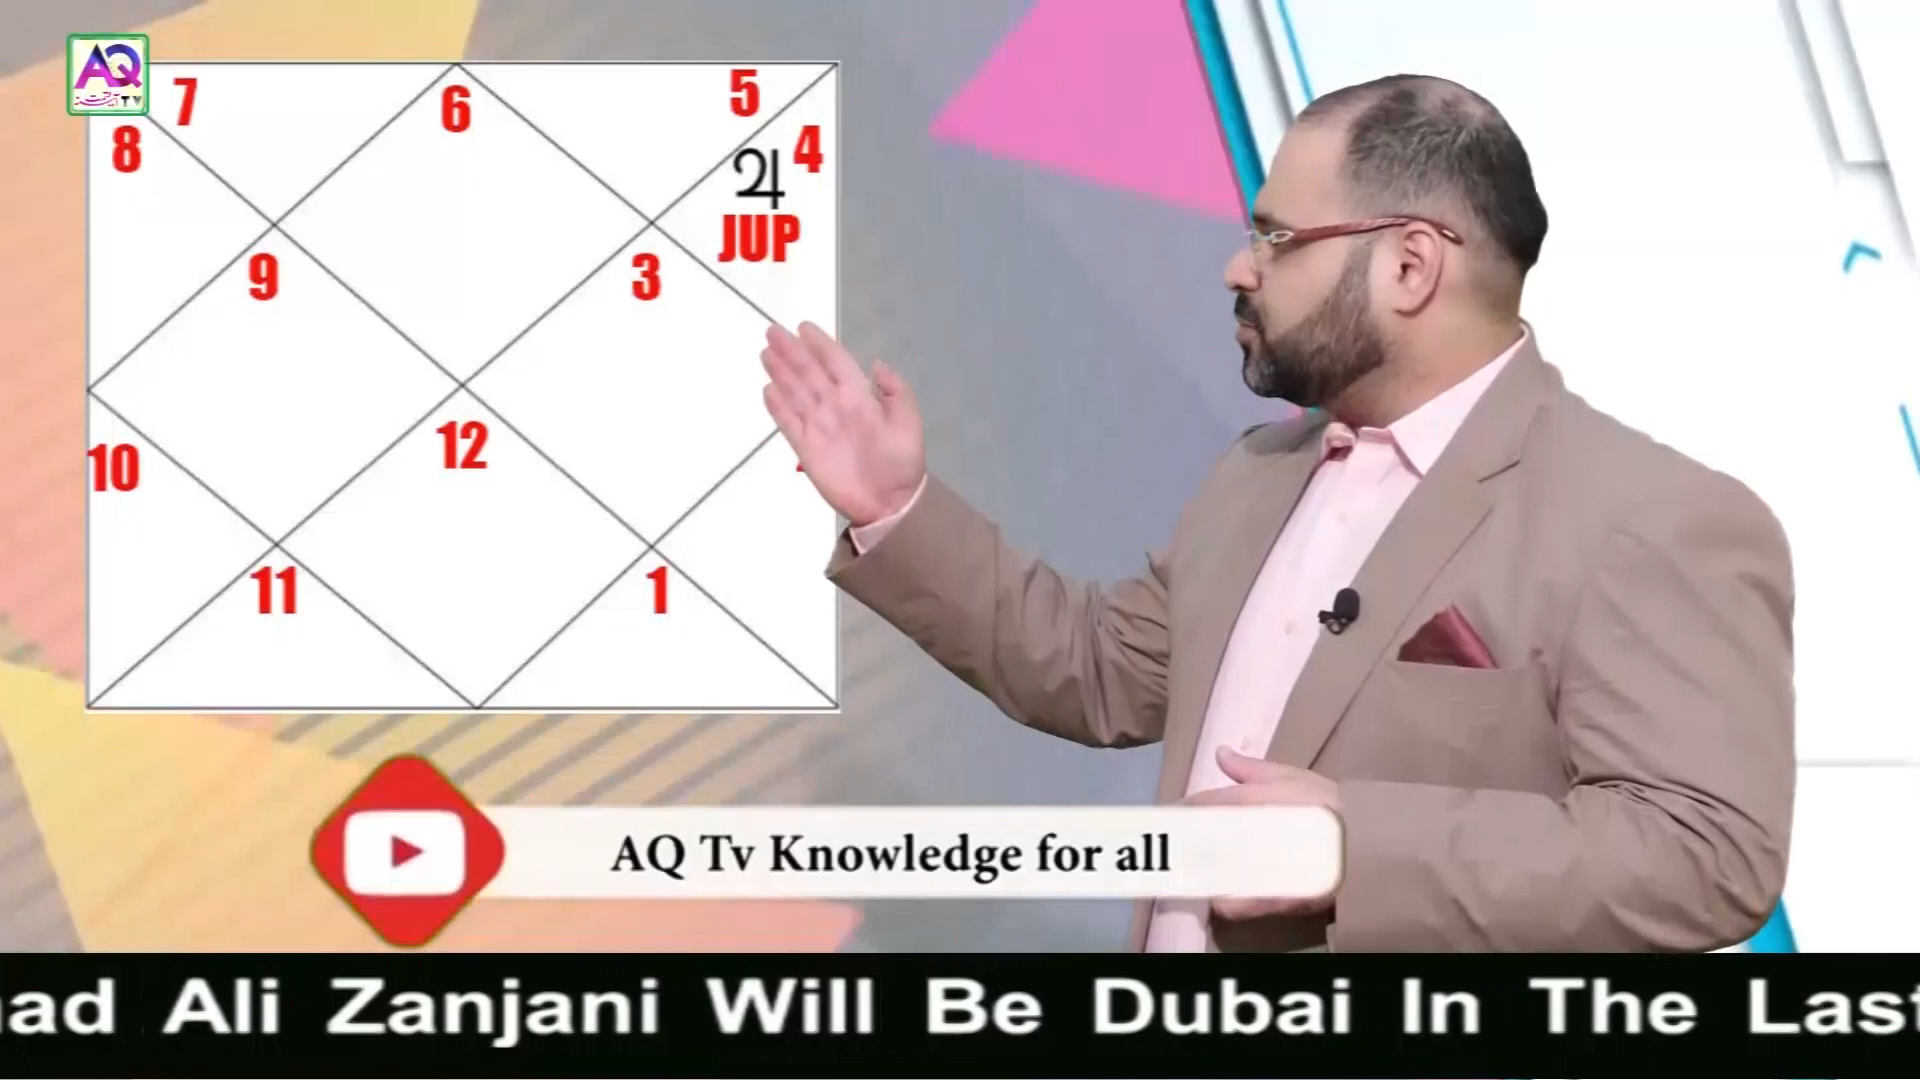 AQ
TV
7
6
5
8
4
♃
JUP
9
3
10
12
11
1
AQ Tv Knowledge for all
Ali Zanjani Will Be Dubai In The Last